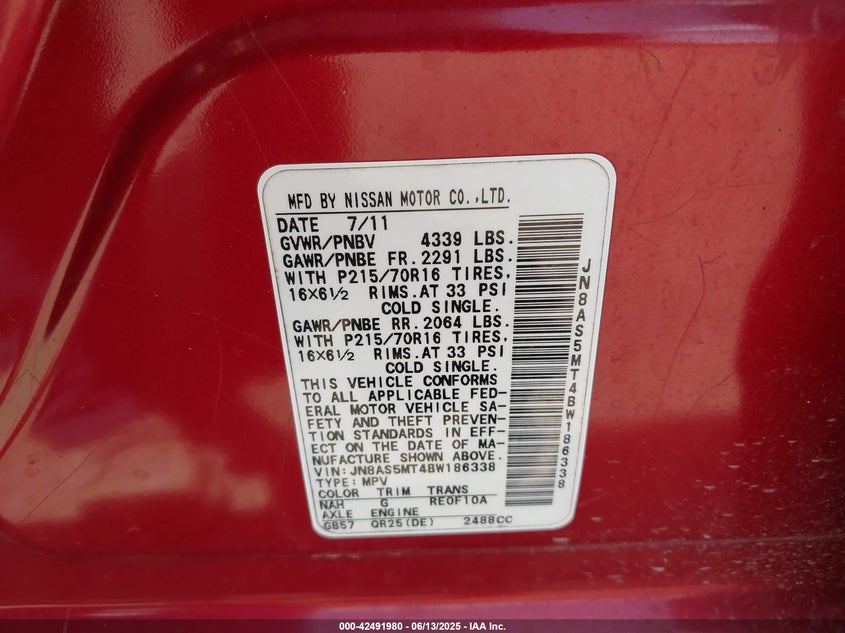 MFD BY NISSAN MOTOR CO.,LTD.
DATE 7/11
GVWR/PNBV 4339 LBS.
GAWR/PNBE FR. 2291 LBS.
WITH P215/70R16 TIRES,
16X6½ RIMS. AT 33 PSI
COLD SINGLE.
GAWR/PNBE RR. 2064 LBS.
WITH P215/70R16 TIRES,
16X6½ RIMS. AT 33 PSI
COLD SINGLE.
THIS VEHICLE CONFORMS
TO ALL APPLICABLE FED-
ERAL MOTOR VEHICLE SA-
FETY AND THEFT PREVEN-
TION STANDARDS IN EFF-
ECT ON THE DATE OF MA-
NUFACTURE SHOWN ABOVE.
VIN: JN8AS5MT4BW186338
TYPE: MPV
COLOR TRIM TRANS
NAH G RE0F10A
AXLE ENGINE
GB57 QR25(DE) 2488CC
JN8AS5MT4BW186338
000-42491980 - 06/13/2025 - IAA Inc.